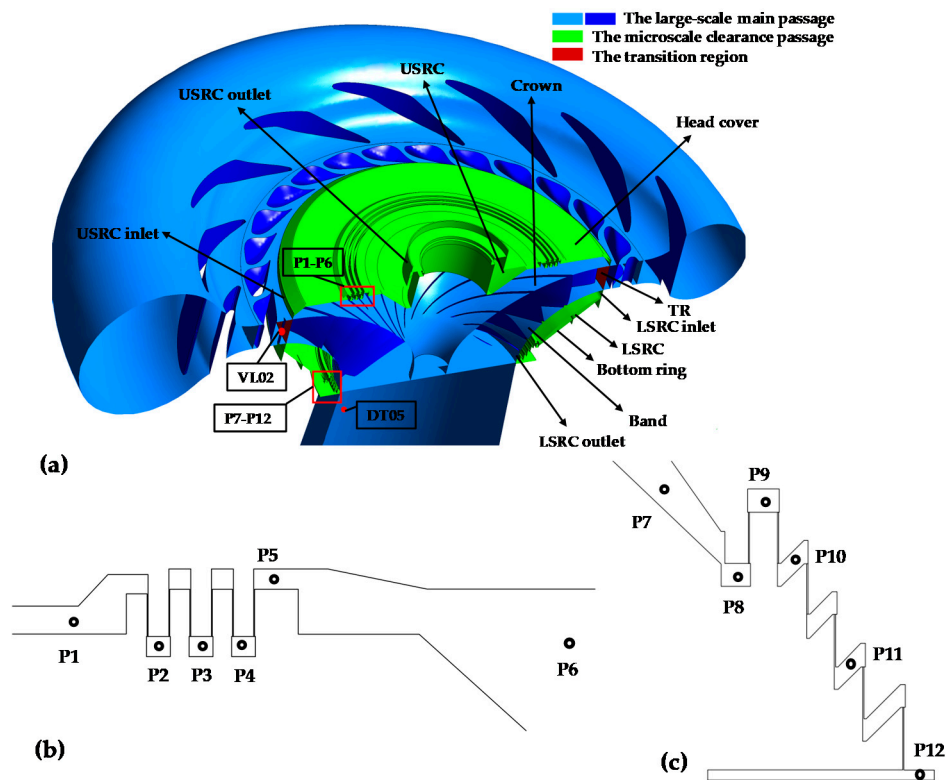 The large-scale main passage
The microscale clearance passage
The transition region
USRC
USRC outlet
Crown
Head cover
USRC inlet
P1-P6
TR
LSRC inlet
LSRC
Bottom ring
VL02
P7-P12
DT05
Band
LSRC outlet
(a)
P1
P2
P3
P4
P5
P6
(b)
P7
P8
P9
P10
P11
P12
(c)